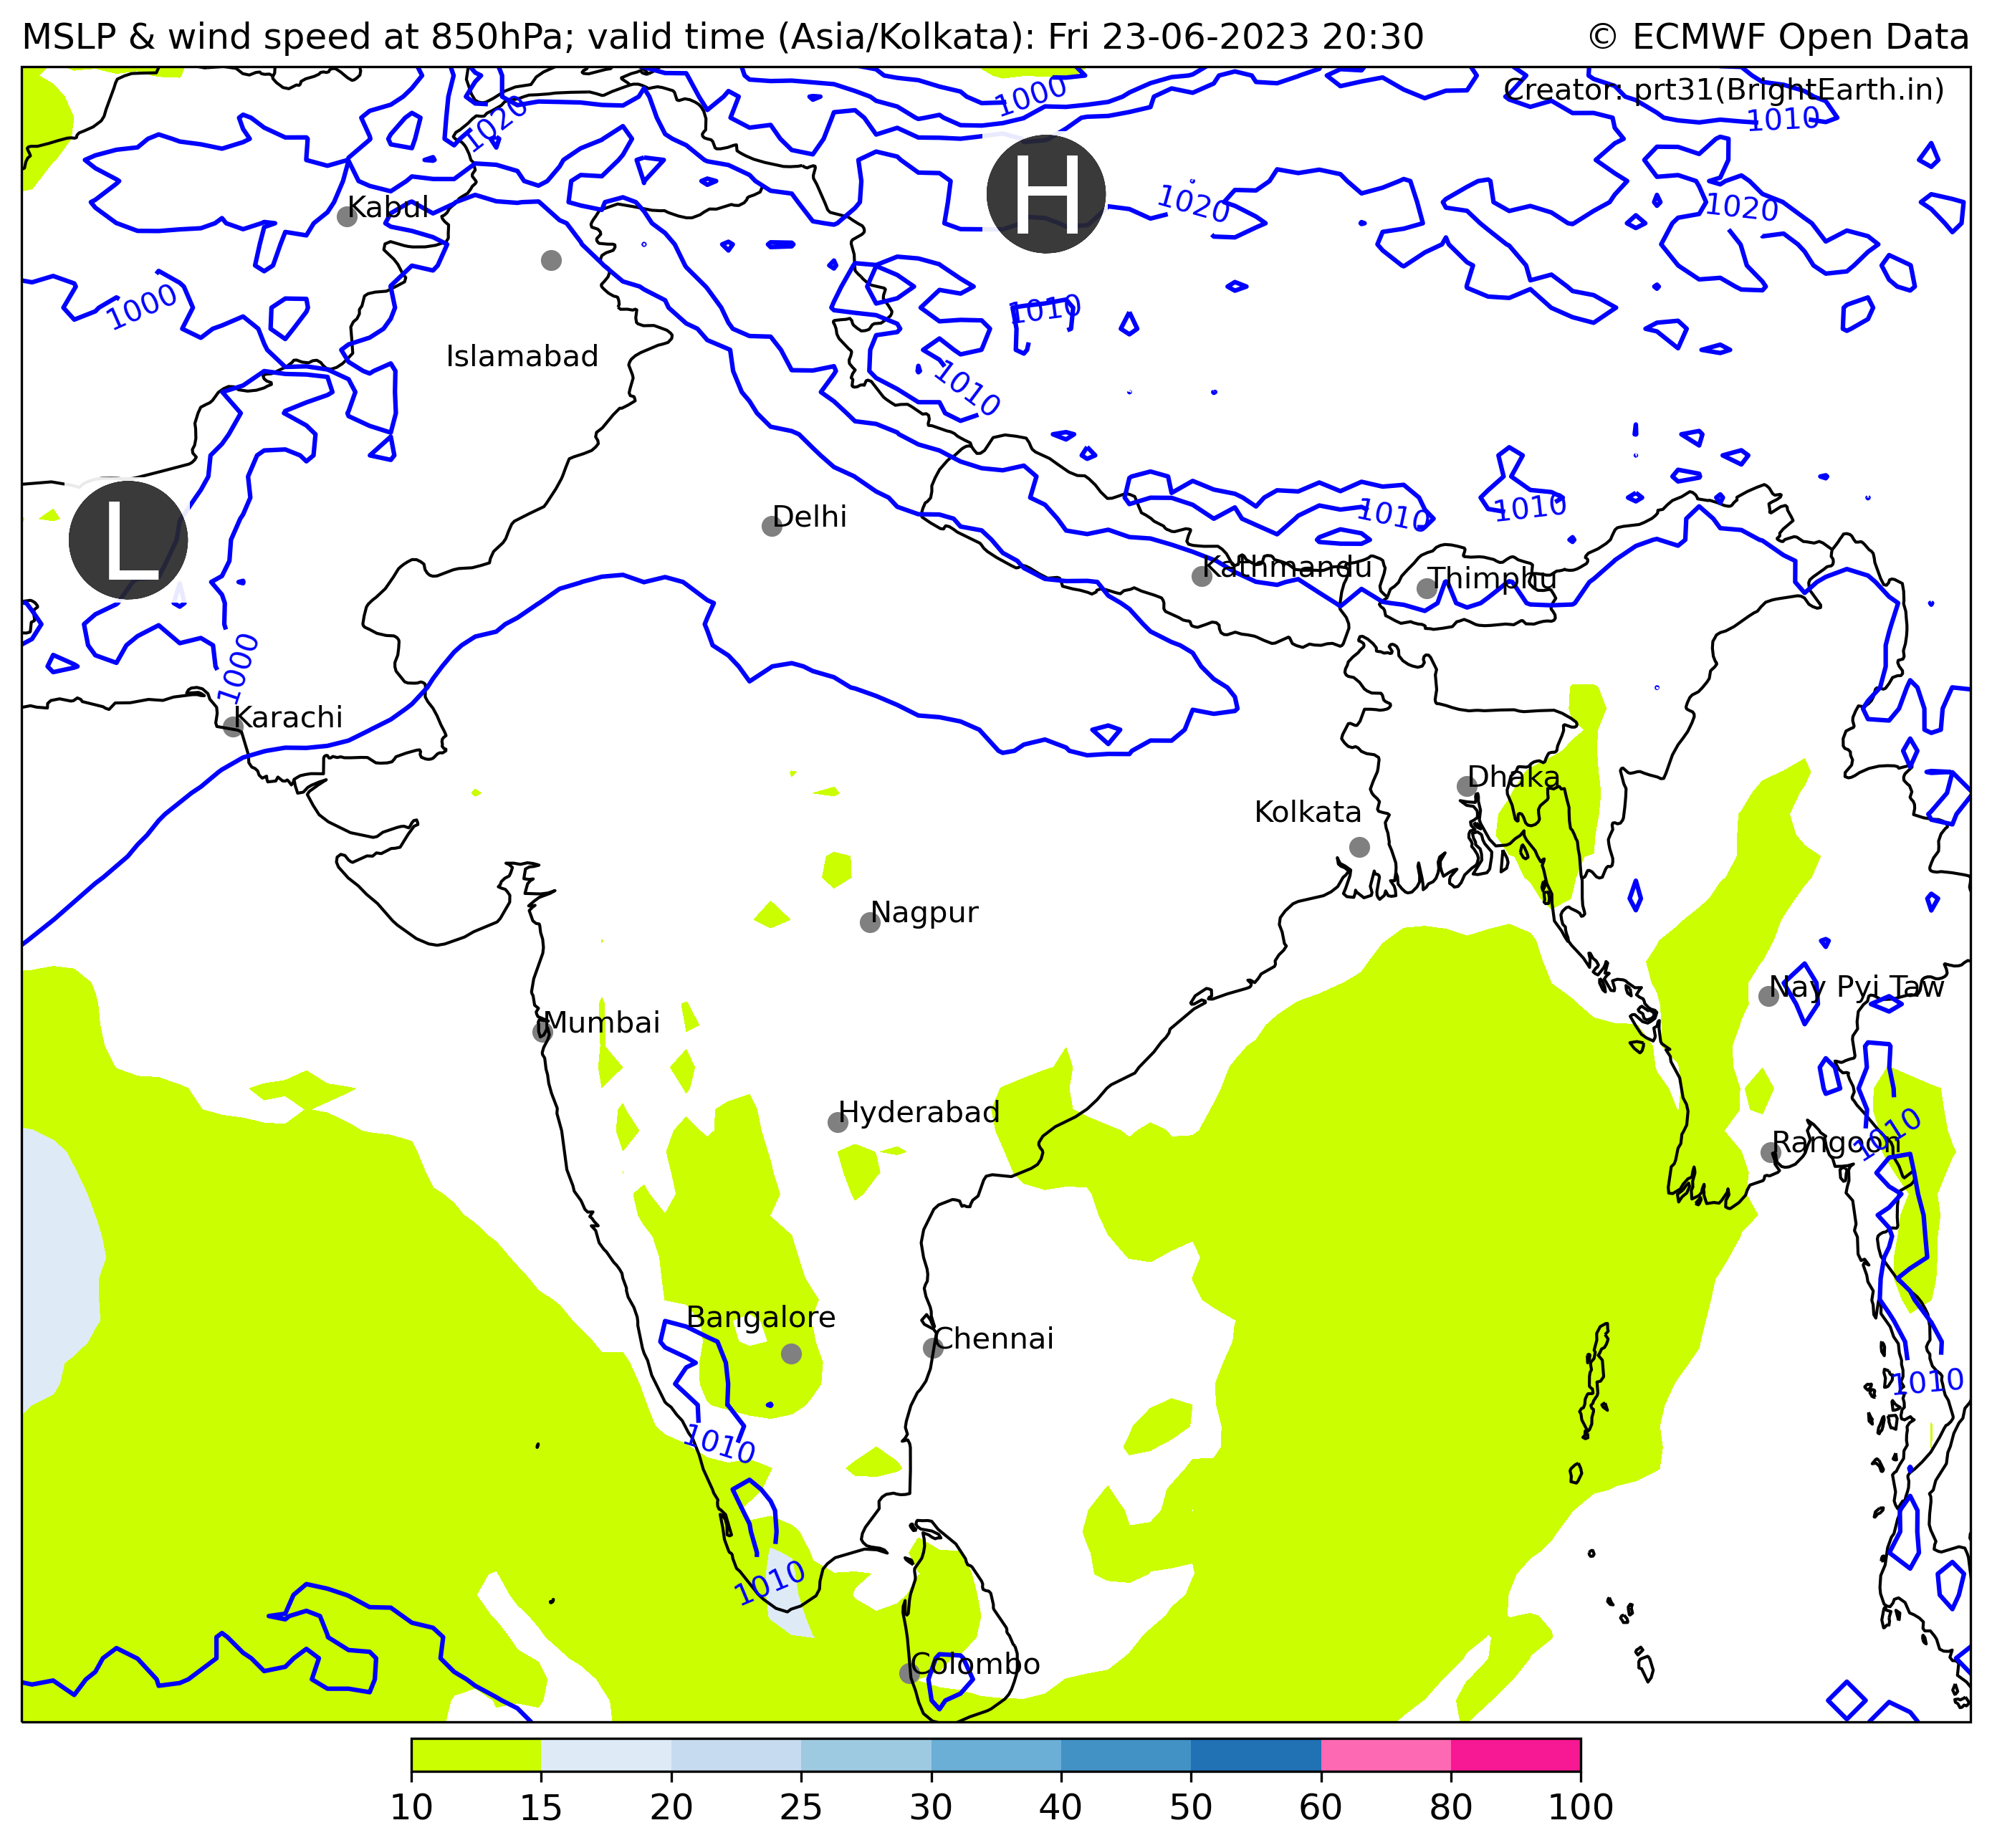 MSLP & wind speed at 850hPa; valid time (Asia/Kolkata): Fri 23-06-2023 20:30
© ECMWF Open Data
Creator: prt31(BrightEarth.in)
1000
1010
1020
H
1020
1020
Kabul
1000
1010
Islamabad
1010
L
Delhi
1010
1010
Kathmandu
Thimphu
1000
Karachi
Dhaka
Kolkata
Nagpur
Nay Pyi Taw
Mumbai
Hyderabad
1010
Rangoon
Bangalore
Chennai
1010
1010
1010
Colombo
10 15 20 25 30 40 50 60 80 100